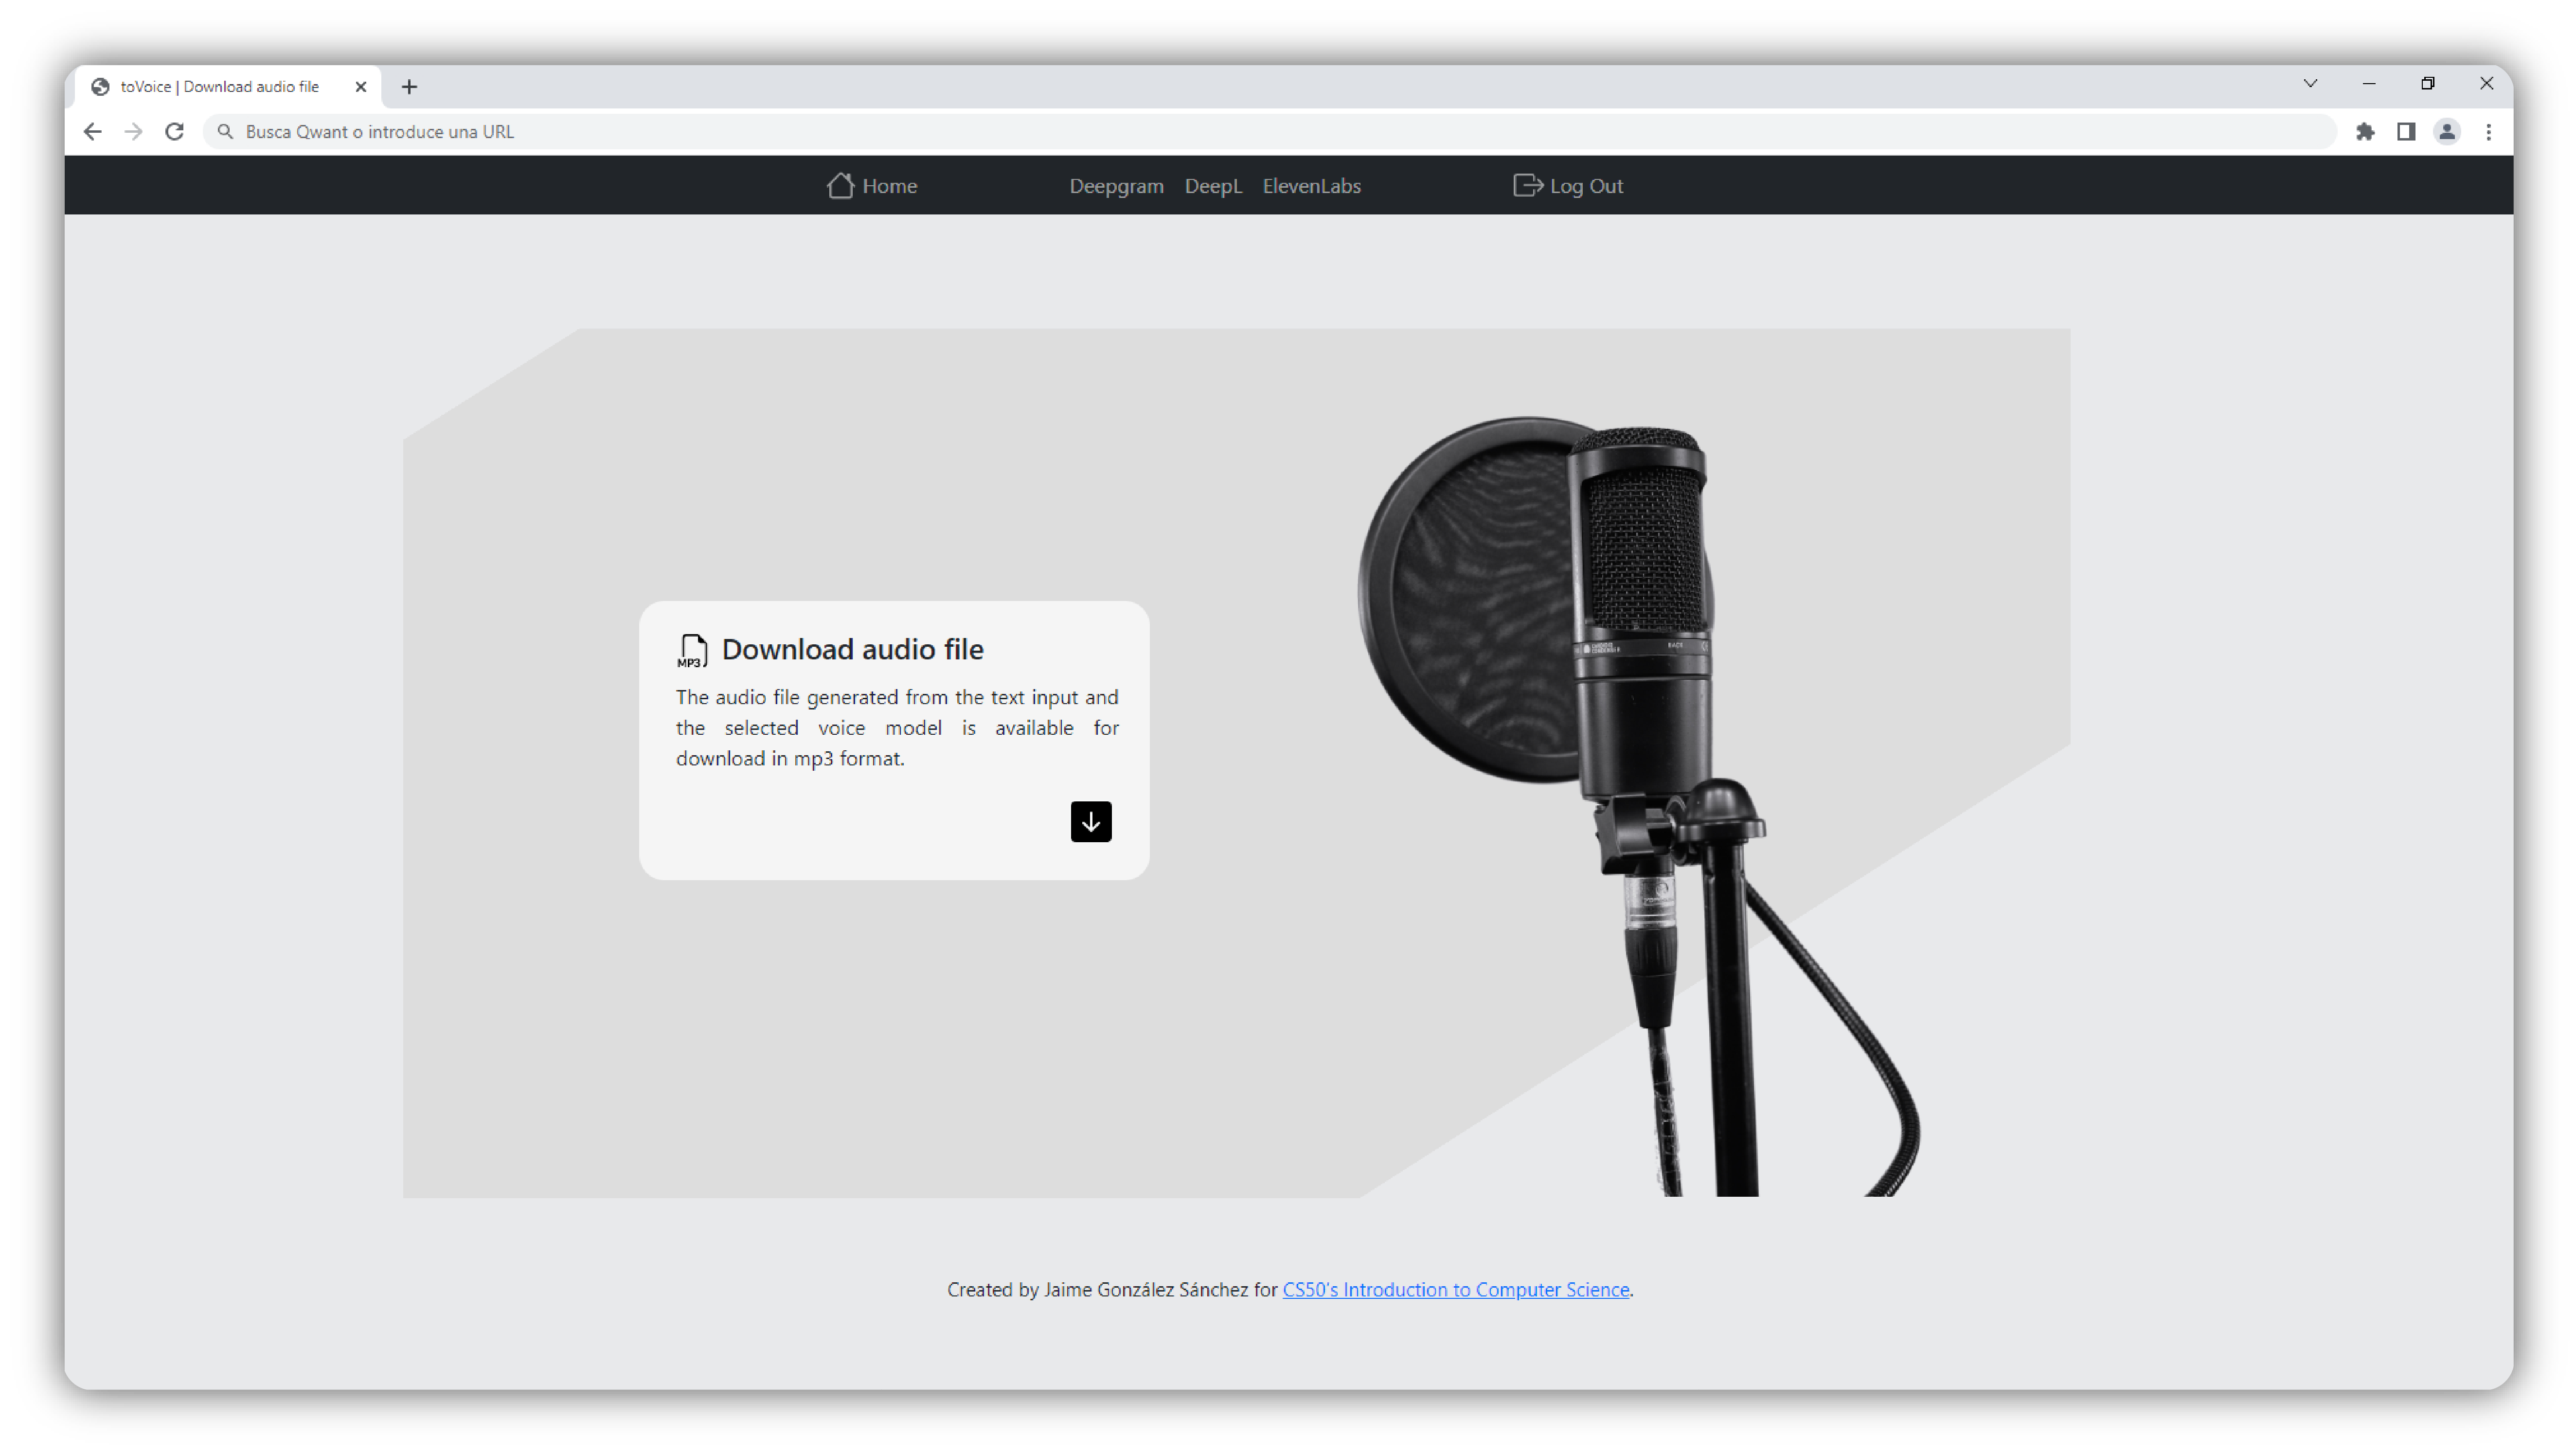 toVoice | Download audio file
Busca Qwant o introduce una URL
Home Deepgram DeepL ElevenLabs Log Out
MP3 Download audio file
The audio file generated from the text input and
the selected voice model is available for
download in mp3 format.
BACK
Created by Jaime González Sánchez for CS50's Introduction to Computer Science.